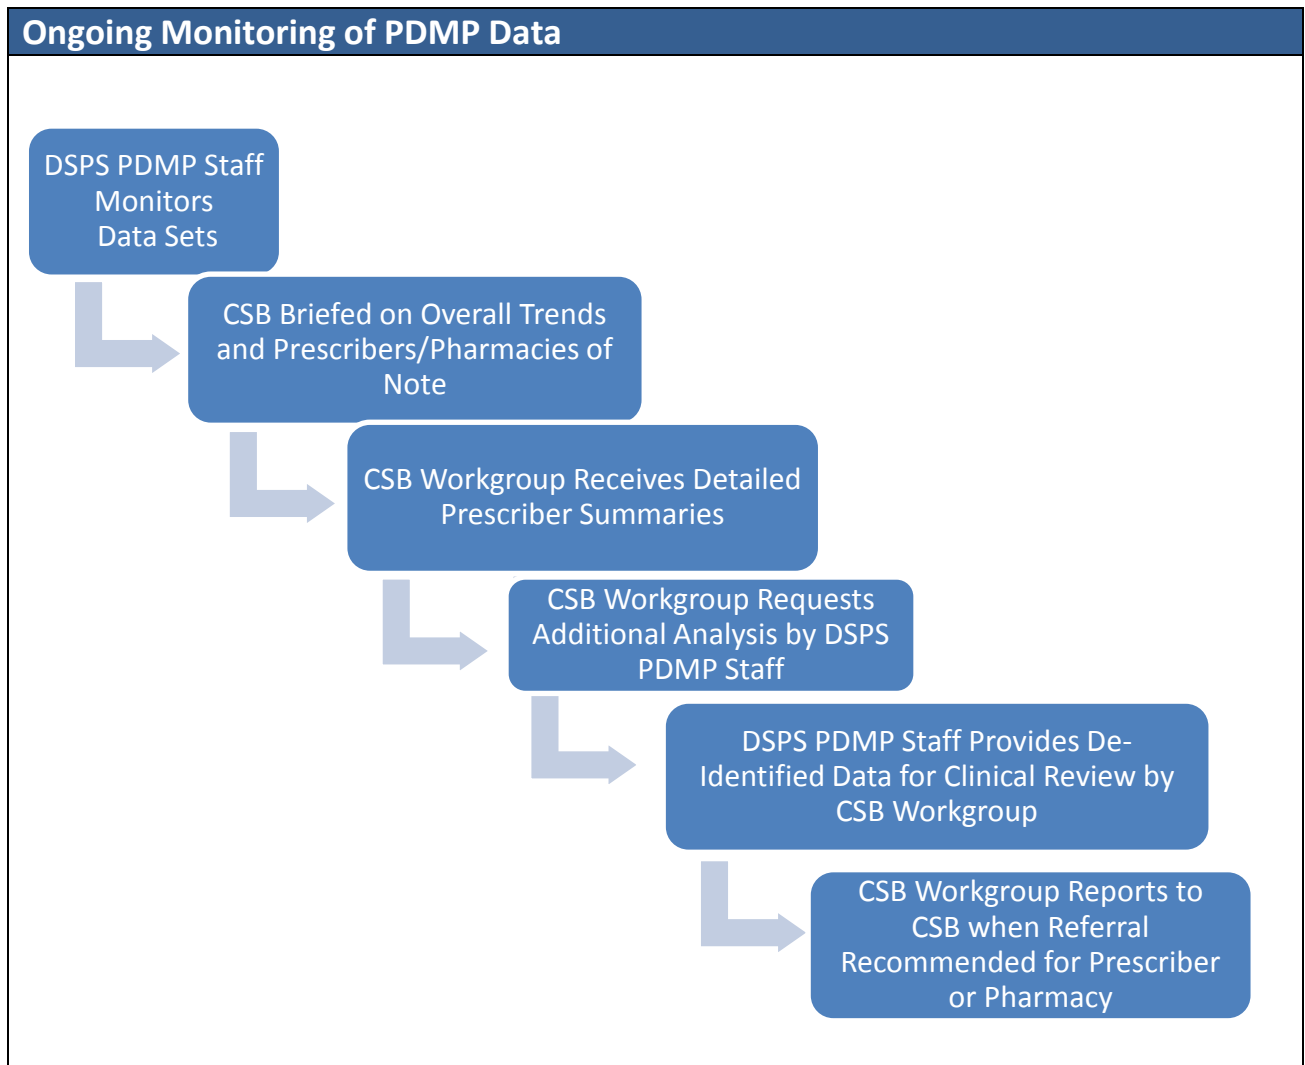 Ongoing Monitoring of PDMP Data
DSPS PDMP Staff
Monitors
Data Sets
CSB Briefed on Overall Trends
and Prescribers/Pharmacies of
Note
CSB Workgroup Receives Detailed
Prescriber Summaries
CSB Workgroup Requests
Additional Analysis by DSPS
PDMP Staff
DSPS PDMP Staff Provides De-
Identified Data for Clinical Review by
CSB Workgroup
CSB Workgroup Reports to
CSB when Referral
Recommended for Prescriber
or Pharmacy